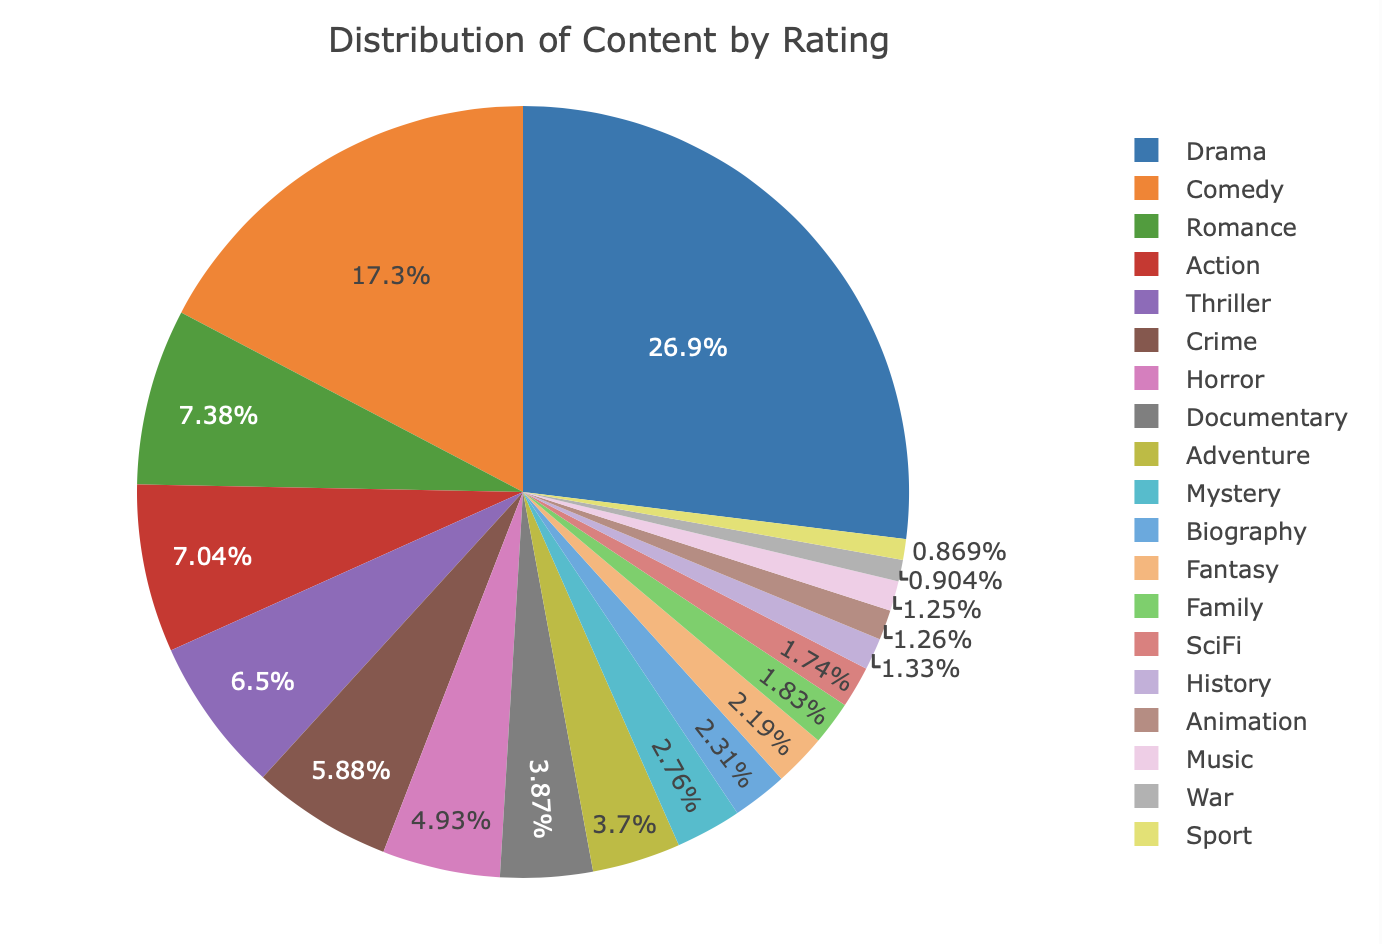 Distribution of Content by Rating
26.9%
17.3%
7.38%
7.04%
6.5%
5.88%
4.93%
3.87%
3.7%
2.76%
2.31%
2.19%
1.83%
1.74%
1.33%
1.26%
1.25%
0.904%
0.869%
Drama
Comedy
Romance
Action
Thriller
Crime
Horror
Documentary
Adventure
Mystery
Biography
Fantasy
Family
SciFi
History
Animation
Music
War
Sport